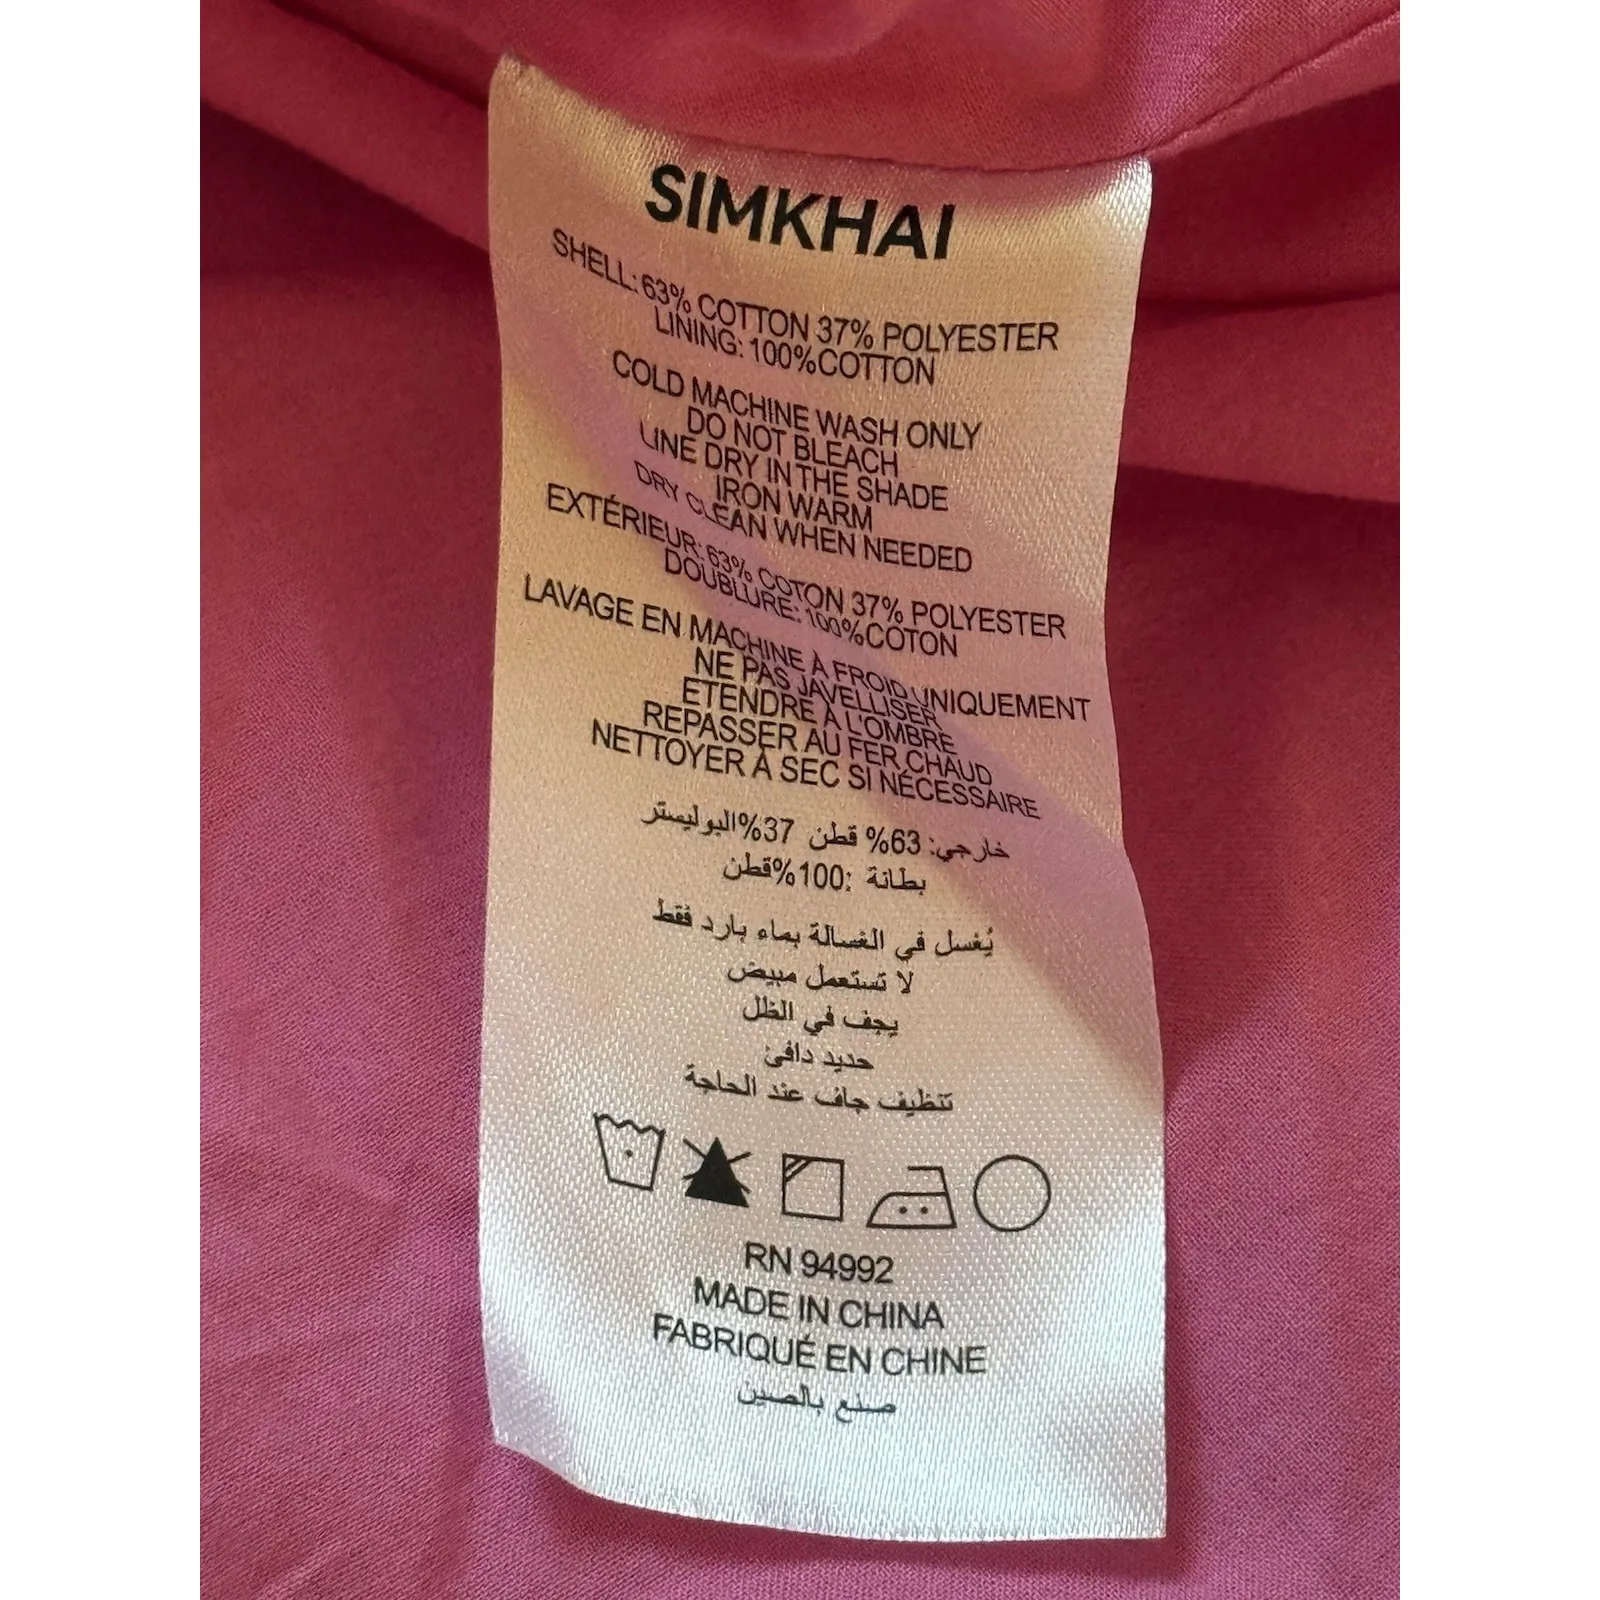 SIMKHAI
SHELL: 63% COTTON 37% POLYESTER
LINING: 100%COTTON
COLD MACHINE WASH ONLY
DO NOT BLEACH
LINE DRY IN THE SHADE
IRON WARM
DRY CLEAN WHEN NEEDED
EXTÉRIEUR: 63% COTON 37% POLYESTER
DOUBLURE: 100%COTON
LAVAGE EN MACHINE À FROID UNIQUEMENT
NE PAS JAVELLISER
ETENDRE À L'OMBRE
REPASSER AU FER CHAUD
NETTOYER À SEC SI NÉCESSAIRE
خارجي: 63% قطن 37%البوليستر
بطانة :100%قطن
يُغسل في الغسالة بماء بارد فقط
لا تستعمل مبيض
يجف في الظل
حديد دافئ
تنظيف جاف عند الحاجة
RN 94992
MADE IN CHINA
FABRIQUÉ EN CHINE
صنع بالصين